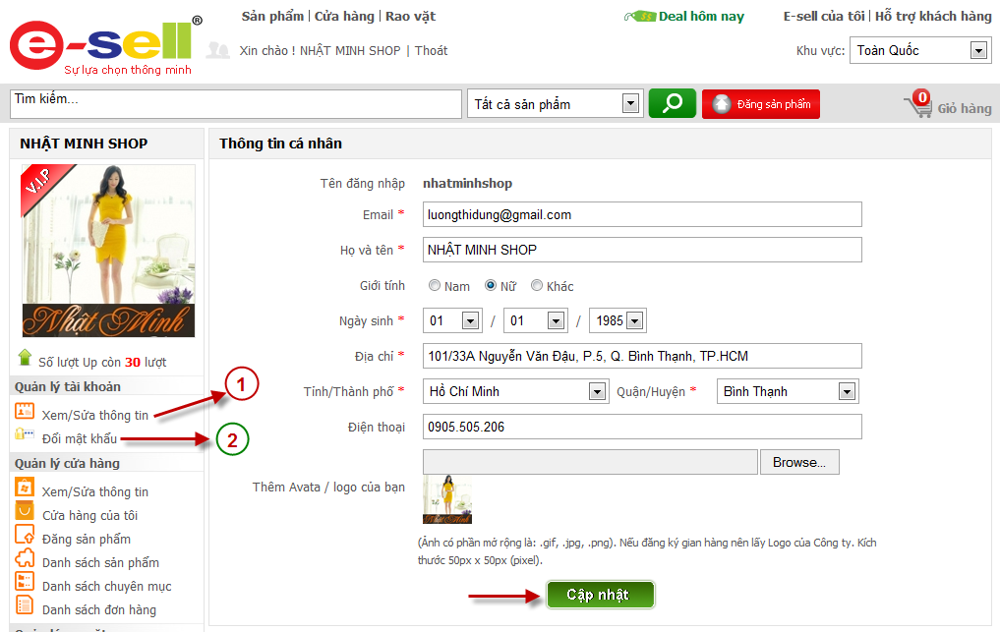 Sản phẩm | Cửa hàng | Rao vặt
Deal hôm nay
E-sell của tôi | Hỗ trợ khách hàng
e-sell®
Sự lựa chọn thông minh
Xin chào ! NHẬT MINH SHOP | Thoát
Khu vực: Toàn Quốc
Tìm kiếm...
Tất cả sản phẩm
Đăng sản phẩm
0
Giỏ hàng
NHẬT MINH SHOP
V.I.P
Nhật Minh
Số lượt Up còn 30 lượt
Quản lý tài khoản
Xem/Sửa thông tin
1
Đổi mật khẩu
2
Quản lý cửa hàng
Xem/Sửa thông tin
Cửa hàng của tôi
Đăng sản phẩm
Danh sách sản phẩm
Danh sách chuyên mục
Danh sách đơn hàng
Thông tin cá nhân
Tên đăng nhập nhatminhshop
Email * luongthidung@gmail.com
Họ và tên * NHẬT MINH SHOP
Giới tính Nam Nữ Khác
Ngày sinh * 01 / 01 / 1985
Địa chỉ * 101/33A Nguyễn Văn Đậu, P.5, Q. Bình Thạnh, TP.HCM
Tỉnh/Thành phố * Hồ Chí Minh Quận/Huyện * Bình Thạnh
Điện thoại 0905.505.206
Browse...
Thêm Avata / logo của bạn
(Ảnh có phần mở rộng là: .gif, .jpg, .png). Nếu đăng ký gian hàng nên lấy Logo của Công ty. Kích
thước 50px x 50px (pixel).
Cập nhật